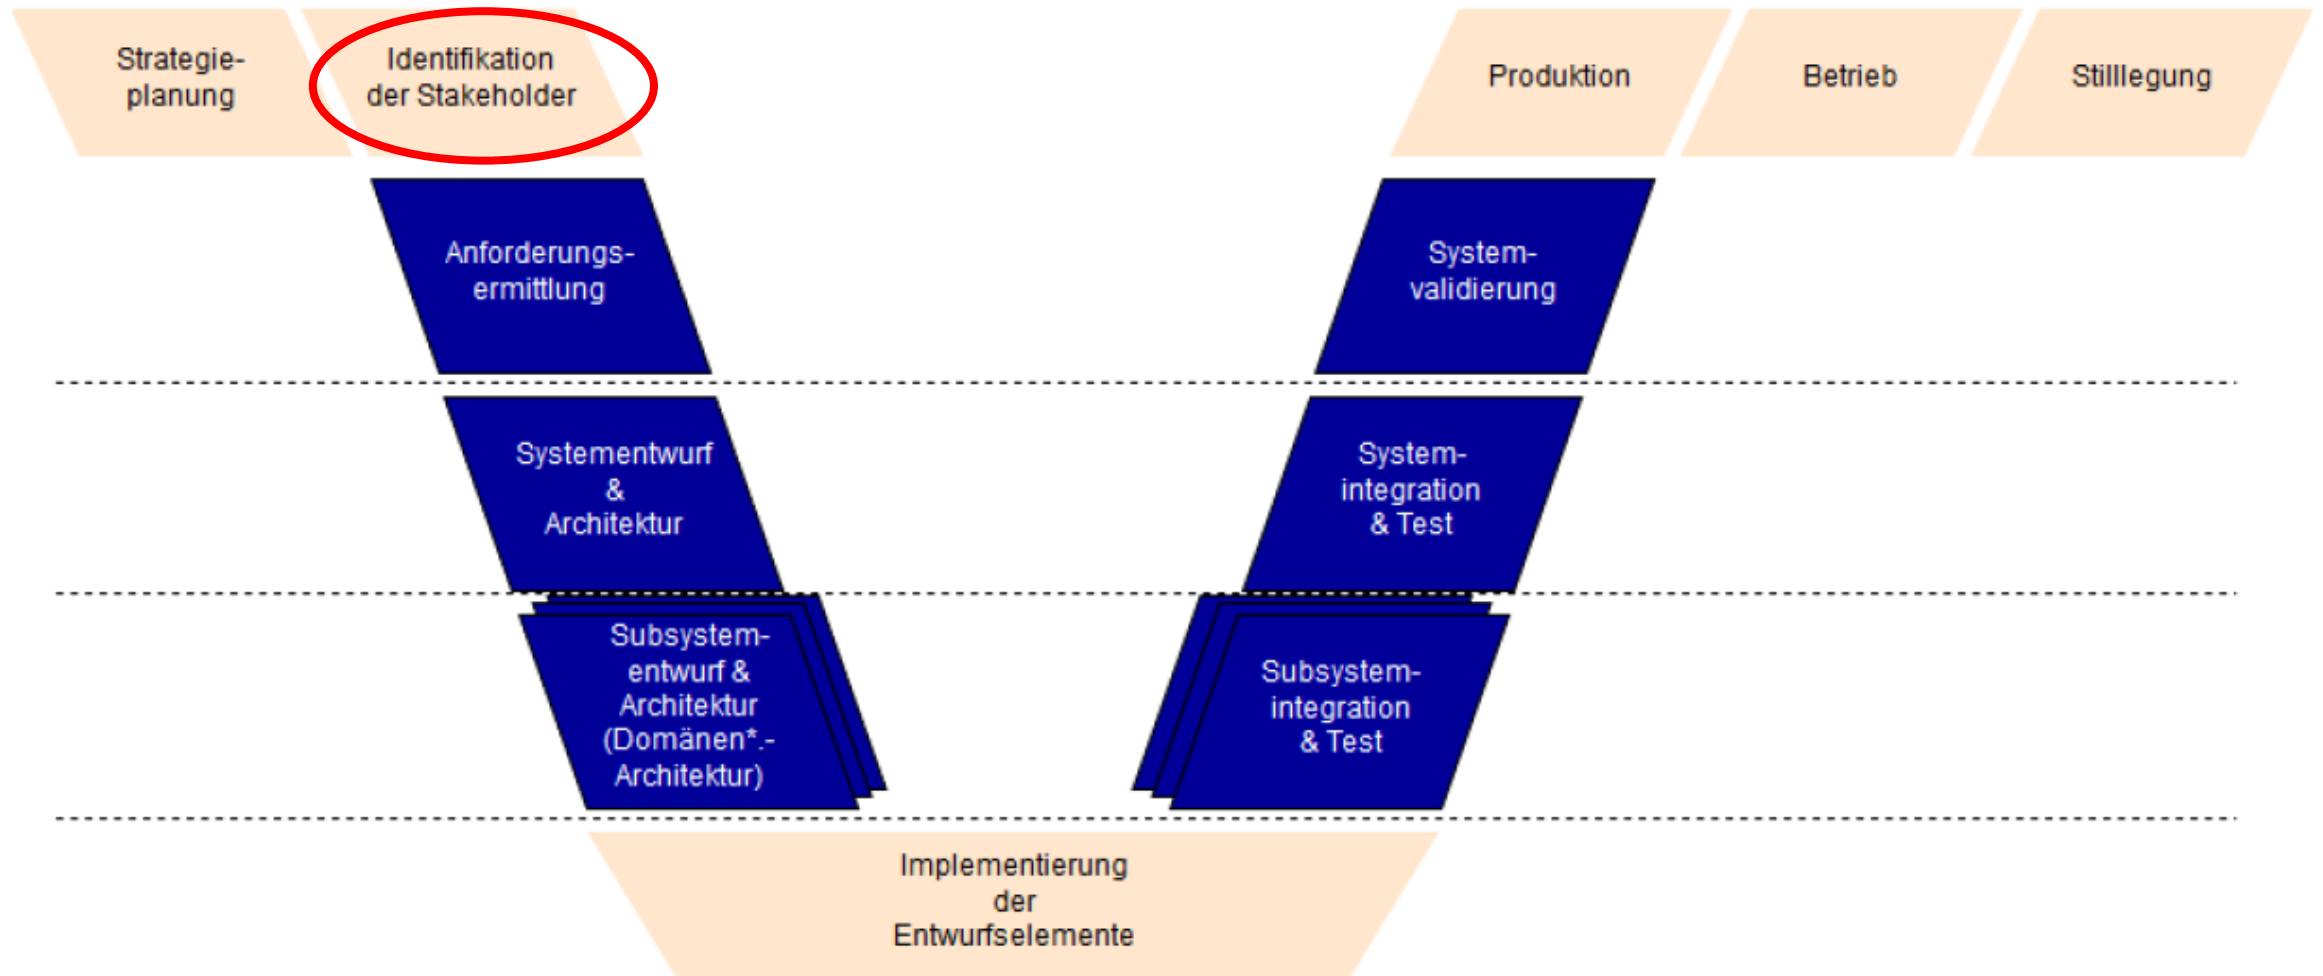 Strategie-
planung
Identifikation
der Stakeholder
Produktion
Betrieb
Stilllegung
Anforderungs-
ermittlung
System-
validierung
Systementwurf
&
Architektur
System-
integration
& Test
Subsystem-
entwurf &
Architektur
(Domänen*.-
Architektur)
Subsystem-
integration
& Test
Implementierung
der
Entwurfselemente